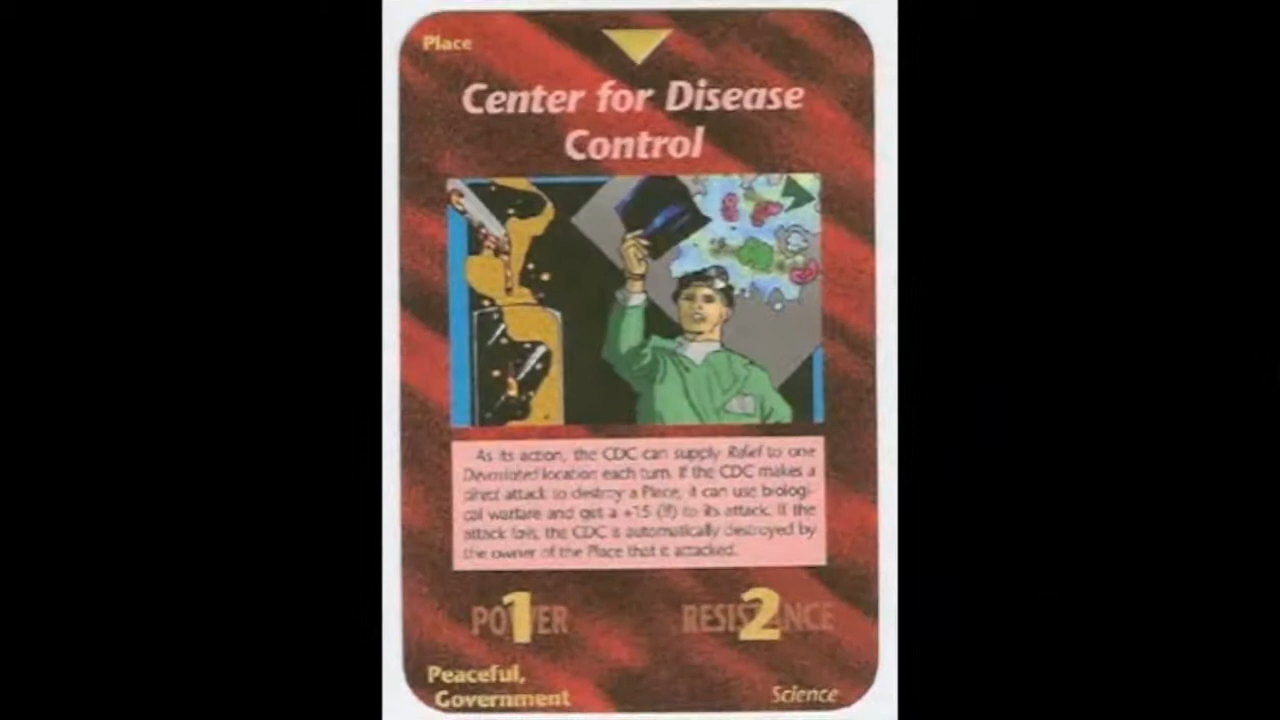 Place
Center for Disease
Control
As its action, the CDC can supply Relief to one
Devastated location each turn. If the CDC makes a
direct attack to destroy a Place, it can use biologi-
cal warfare and get a +15 (!!) to its attack. If the
attack fails, the CDC is automatically destroyed by
the owner of the Place that it attacked.
POWER 1 RESISTANCE 2
Peaceful,
Government
Science